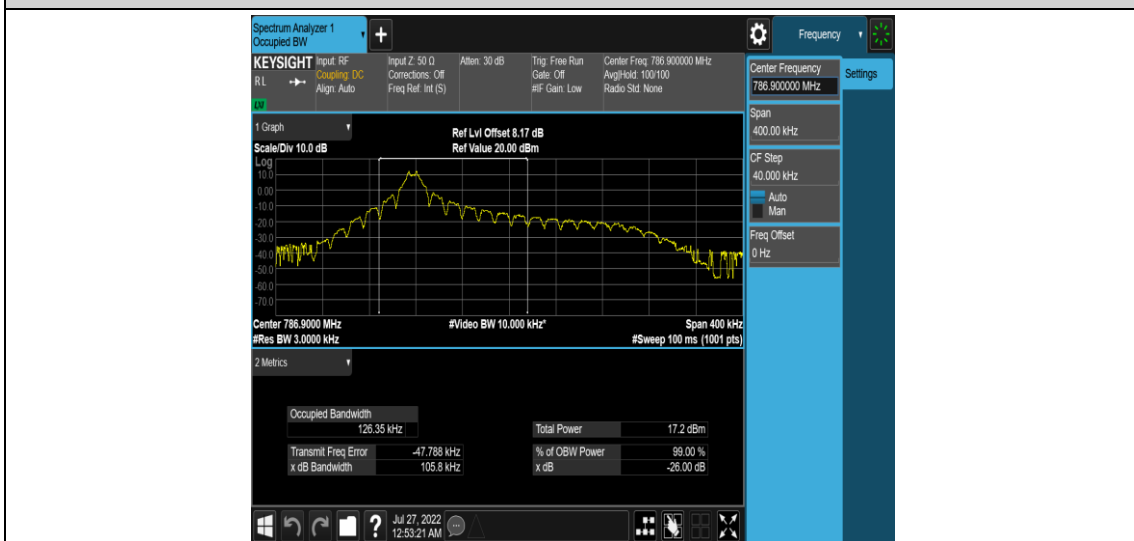 Spectrum Analyzer 1
Occupied BW
Frequency
KEYSIGHT
RL
LXI
Input: RF
Coupling: DC
Align: Auto
Input Z: 50 Ω
Corrections: Off
Freq Ref: Int (S)
Atten: 30 dB
Trig: Free Run
Gate: Off
#IF Gain: Low
Center Freq: 786.900000 MHz
Avg|Hold: 100/100
Radio Std: None
Center Frequency
786.900000 MHz
Settings
Span
400.00 kHz
CF Step
40.000 kHz
Auto
Man
Freq Offset
0 Hz
1 Graph
Ref Lvl Offset 8.17 dB
Scale/Div 10.0 dB
Ref Value 20.00 dBm
Log
10.0
0.00
-10.0
-20.0
-30.0
-40.0
-50.0
-60.0
-70.0
Center 786.9000 MHz
#Video BW 10.000 kHz*
Span 400 kHz
#Res BW 3.0000 kHz
#Sweep 100 ms (1001 pts)
2 Metrics
Occupied Bandwidth
126.35 kHz
Total Power 17.2 dBm
Transmit Freq Error -47.788 kHz
% of OBW Power 99.00 %
x dB Bandwidth 105.8 kHz
x dB -26.00 dB
?
Jul 27, 2022
12:53:21 AM